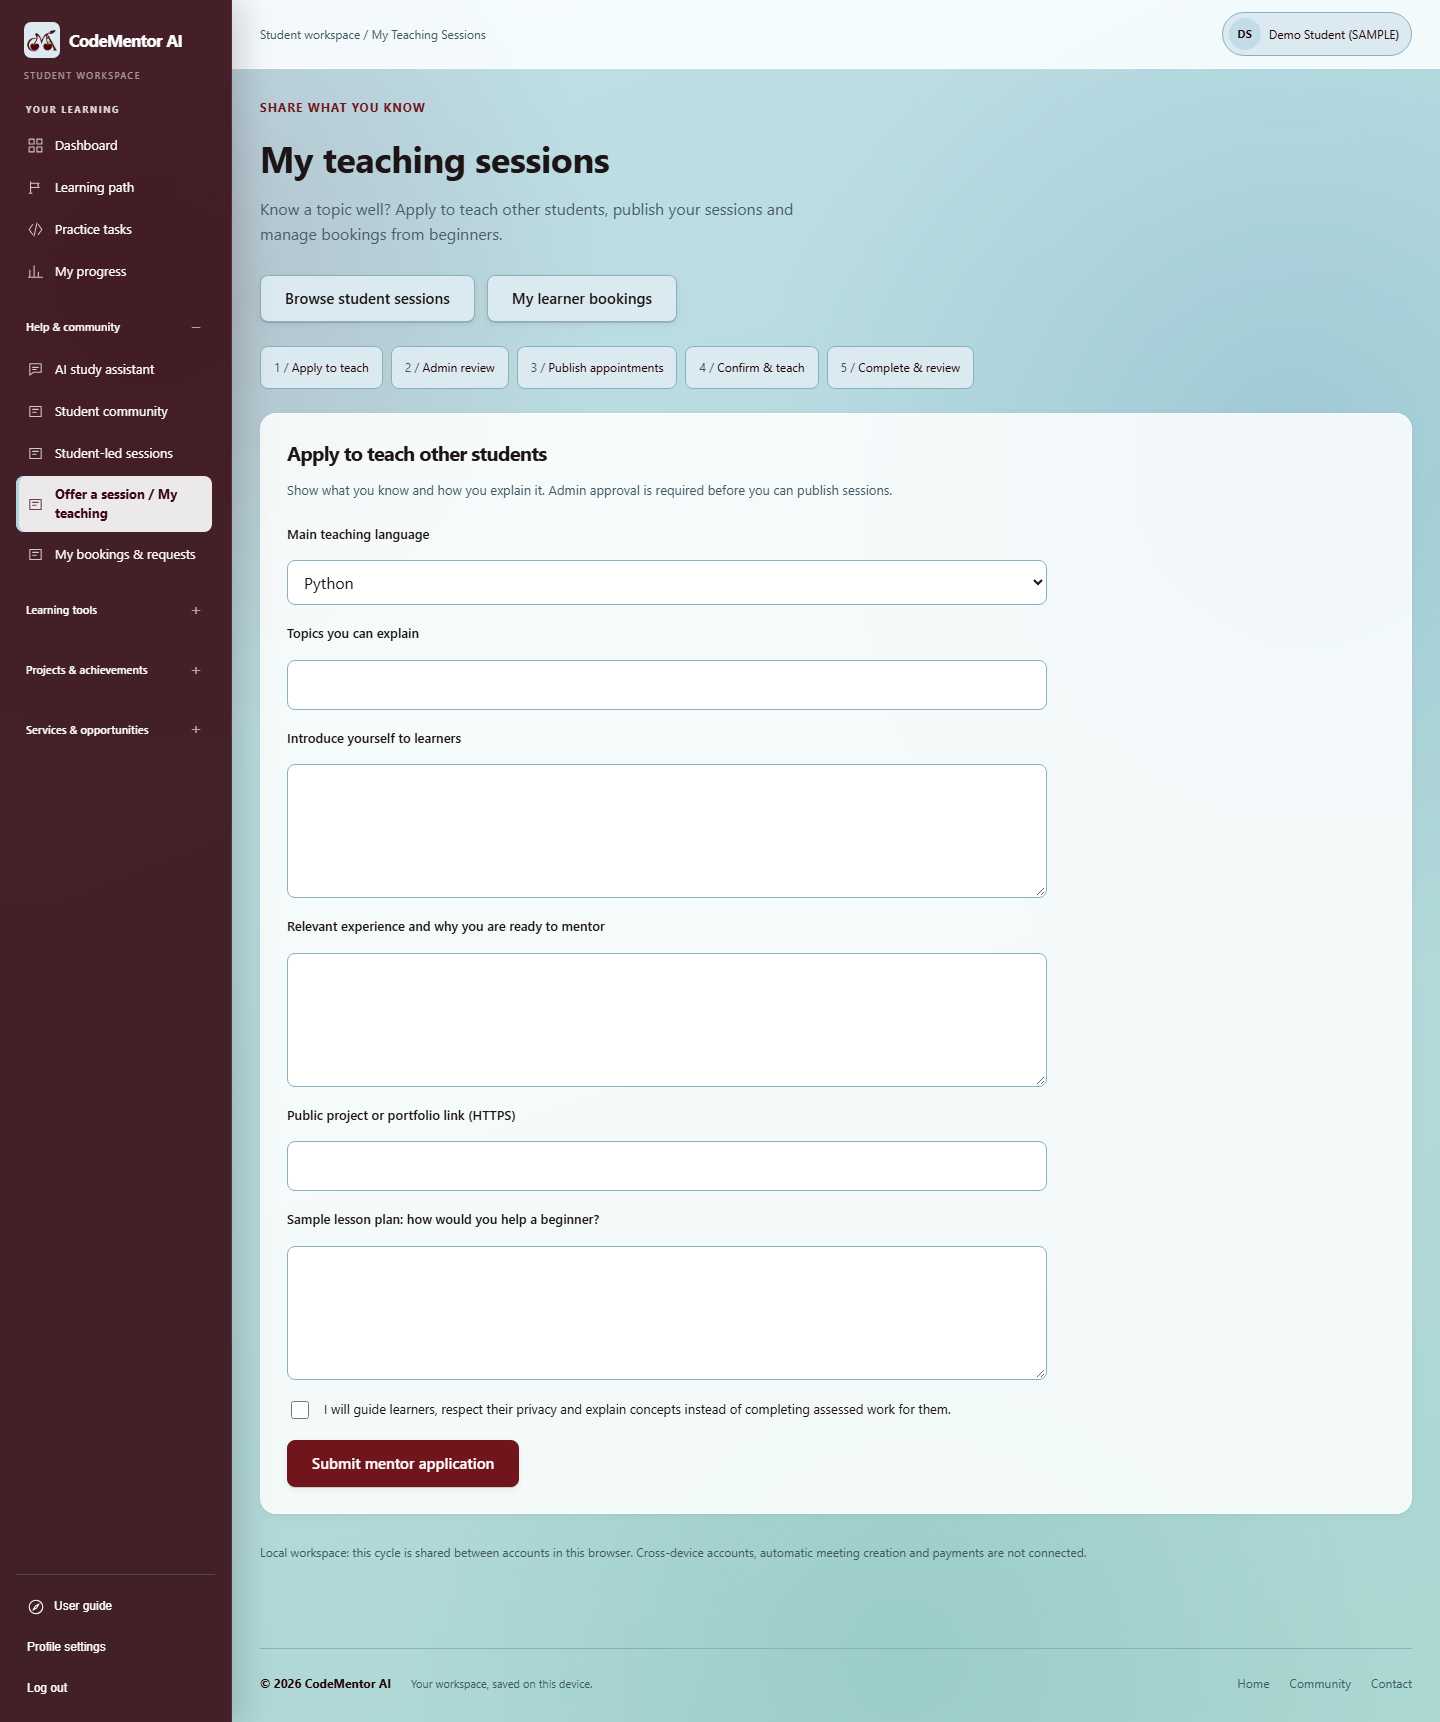 CodeMentor AI
STUDENT WORKSPACE
YOUR LEARNING
Dashboard
Learning path
Practice tasks
My progress
Help & community −
AI study assistant
Student community
Student-led sessions
Offer a session / My
teaching
My bookings & requests
Learning tools +
Projects & achievements +
Services & opportunities +
User guide
Profile settings
Log out
Student workspace / My Teaching Sessions
DS Demo Student (SAMPLE)
SHARE WHAT YOU KNOW
My teaching sessions
Know a topic well? Apply to teach other students, publish your sessions and
manage bookings from beginners.
Browse student sessions My learner bookings
1 / Apply to teach 2 / Admin review 3 / Publish appointments 4 / Confirm & teach 5 / Complete & review
Apply to teach other students
Show what you know and how you explain it. Admin approval is required before you can publish sessions.
Main teaching language
Python
Topics you can explain
Introduce yourself to learners
Relevant experience and why you are ready to mentor
Public project or portfolio link (HTTPS)
Sample lesson plan: how would you help a beginner?
I will guide learners, respect their privacy and explain concepts instead of completing assessed work for them.
Submit mentor application
Local workspace: this cycle is shared between accounts in this browser. Cross-device accounts, automatic meeting creation and payments are not connected.
© 2026 CodeMentor AI Your workspace, saved on this device. Home Community Contact